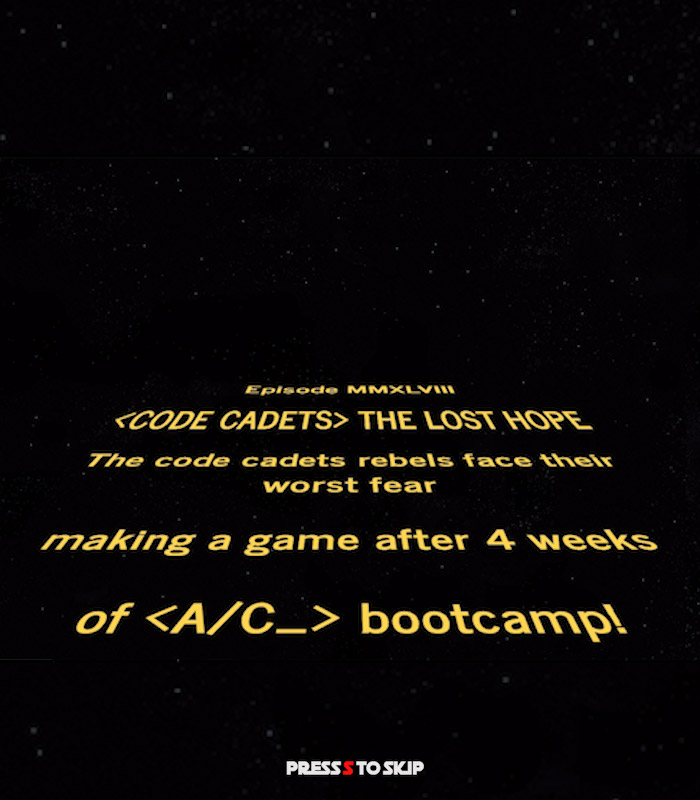 Episode MMXLVIII
<CODE CADETS> THE LOST HOPE
The code cadets rebels face their
worst fear
making a game after 4 weeks
of <A/C_> bootcamp!
PRESS S TO SKIP